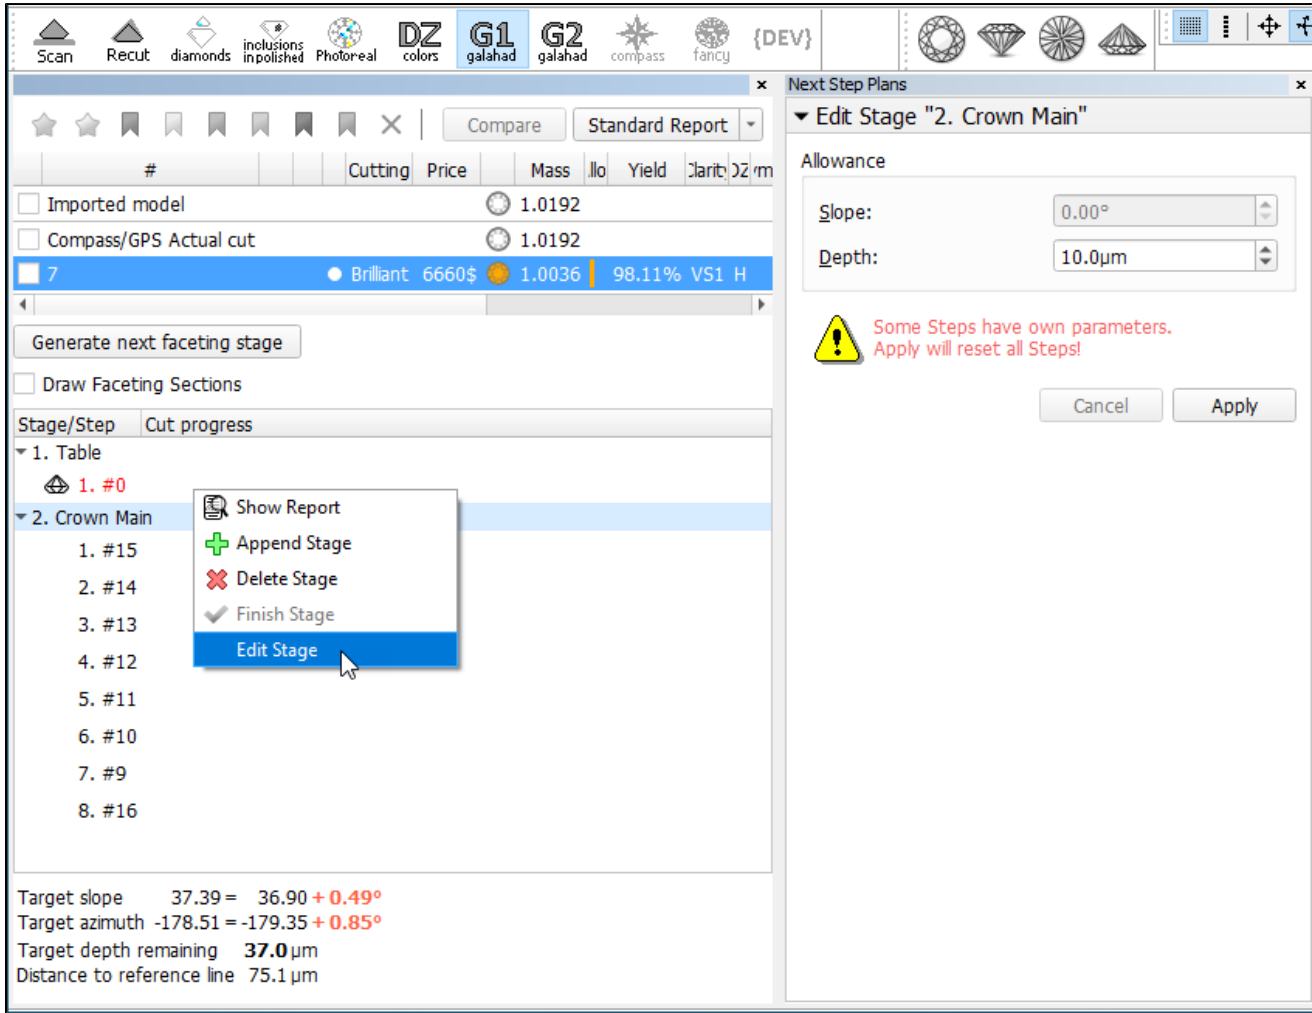 Scan
Recut
diamonds
inclusions
in polished
Photoreal
DZ
colors
G1
galahad
G2
galahad
compass
fancy
{DEV}
Next Step Plans
Edit Stage "2. Crown Main"
Compare
Standard Report
# Cutting Price Mass llo Yield Clarity DZ
Imported model 1.0192
Compass/GPS Actual cut 1.0192
7 Brilliant 6660$ 1.0036 98.11% VS1 H
Allowance
Slope: 0.00°
Depth: 10.0µm
Some Steps have own parameters.
Apply will reset all Steps!
Cancel Apply
Generate next faceting stage
Draw Faceting Sections
Stage/Step Cut progress
1. Table
1. #0
2. Crown Main
1. #15
2. #14
3. #13
4. #12
5. #11
6. #10
7. #9
8. #16
Show Report
Append Stage
Delete Stage
Finish Stage
Edit Stage
Target slope 37.39 = 36.90 + 0.49°
Target azimuth -178.51 = -179.35 + 0.85°
Target depth remaining 37.0 µm
Distance to reference line 75.1 µm